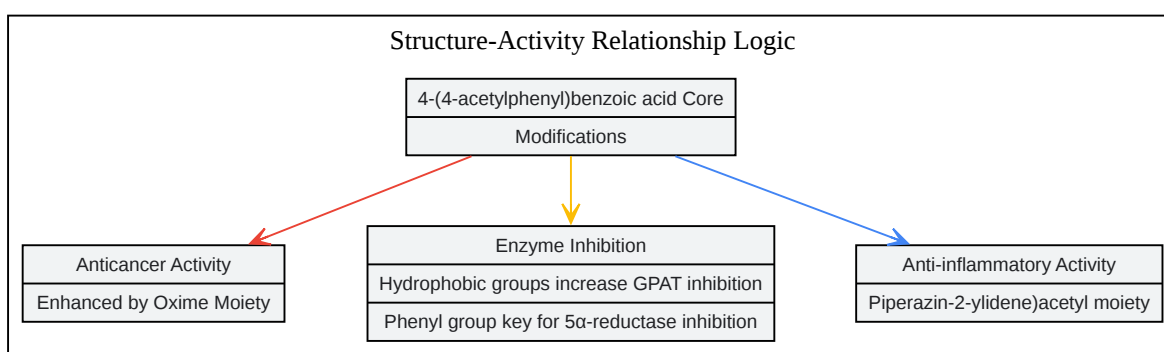 Structure-Activity Relationship Logic
4-(4-acetylphenyl)benzoic acid Core
Modifications
Anticancer Activity
Enhanced by Oxime Moiety
Enzyme Inhibition
Hydrophobic groups increase GPAT inhibition
Phenyl group key for 5α-reductase inhibition
Anti-inflammatory Activity
Piperazin-2-ylidene)acetyl moiety